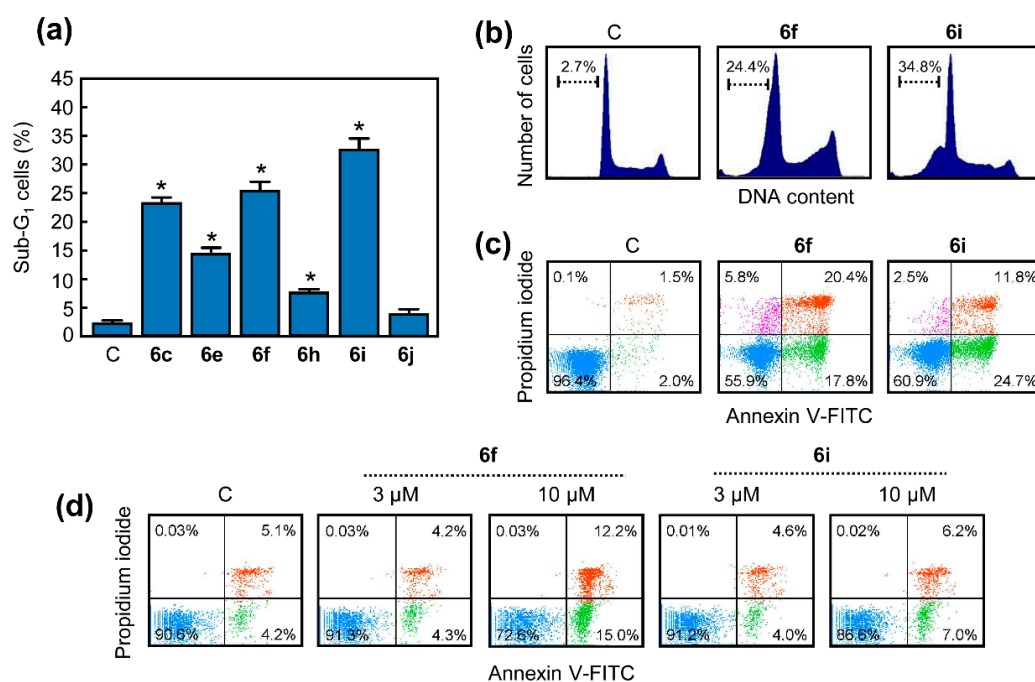 (a)
Sub-G1 cells (%)
45
40
35
30
25
20
15
10
5
0
* * * * *
C 6c 6e 6f 6h 6i 6j
(b)
C 6f 6i
Number of cells
2.7% 24.4% 34.8%
DNA content
(c)
C 6f 6i
Propidium iodide
0.1% 1.5% 5.8% 20.4% 2.5% 11.8%
96.4% 2.0% 55.9% 17.8% 60.9% 24.7%
Annexin V-FITC
(d)
6f 6i
C 3 µM 10 µM 3 µM 10 µM
Propidium iodide
0.03% 5.1% 0.03% 4.2% 0.03% 12.2% 0.01% 4.6% 0.02% 6.2%
90.6% 4.2% 91.3% 4.3% 72.6% 15.0% 91.2% 4.0% 86.6% 7.0%
Annexin V-FITC